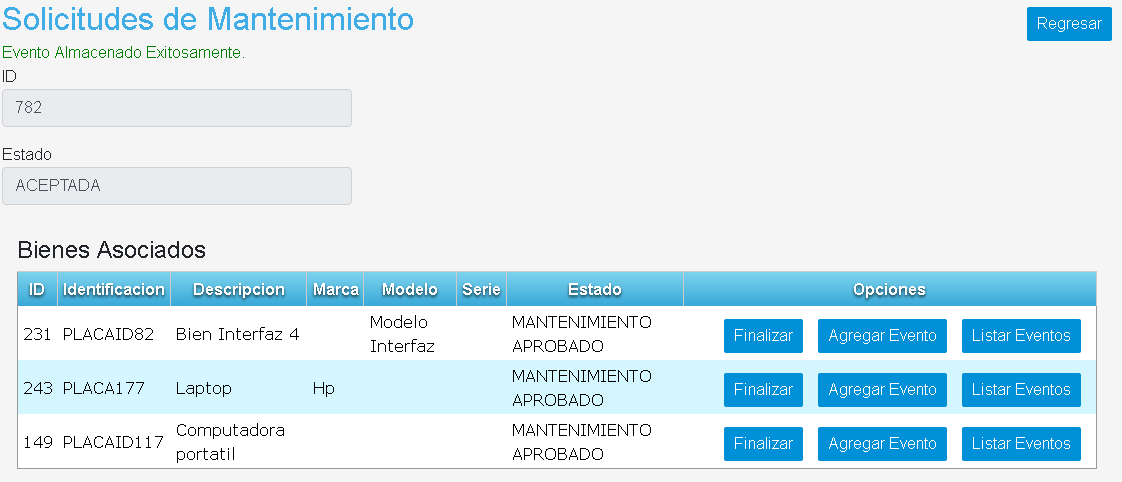 Solicitudes de Mantenimiento
Regresar
Evento Almacenado Exitosamente.
ID
782
Estado
ACEPTADA
Bienes Asociados
ID Identificacion Descripcion Marca Modelo Serie Estado Opciones
231 PLACAID82 Bien Interfaz 4 Modelo Interfaz MANTENIMIENTO APROBADO Finalizar Agregar Evento Listar Eventos
243 PLACA177 Laptop Hp MANTENIMIENTO APROBADO Finalizar Agregar Evento Listar Eventos
149 PLACAID117 Computadora portatil MANTENIMIENTO APROBADO Finalizar Agregar Evento Listar Eventos